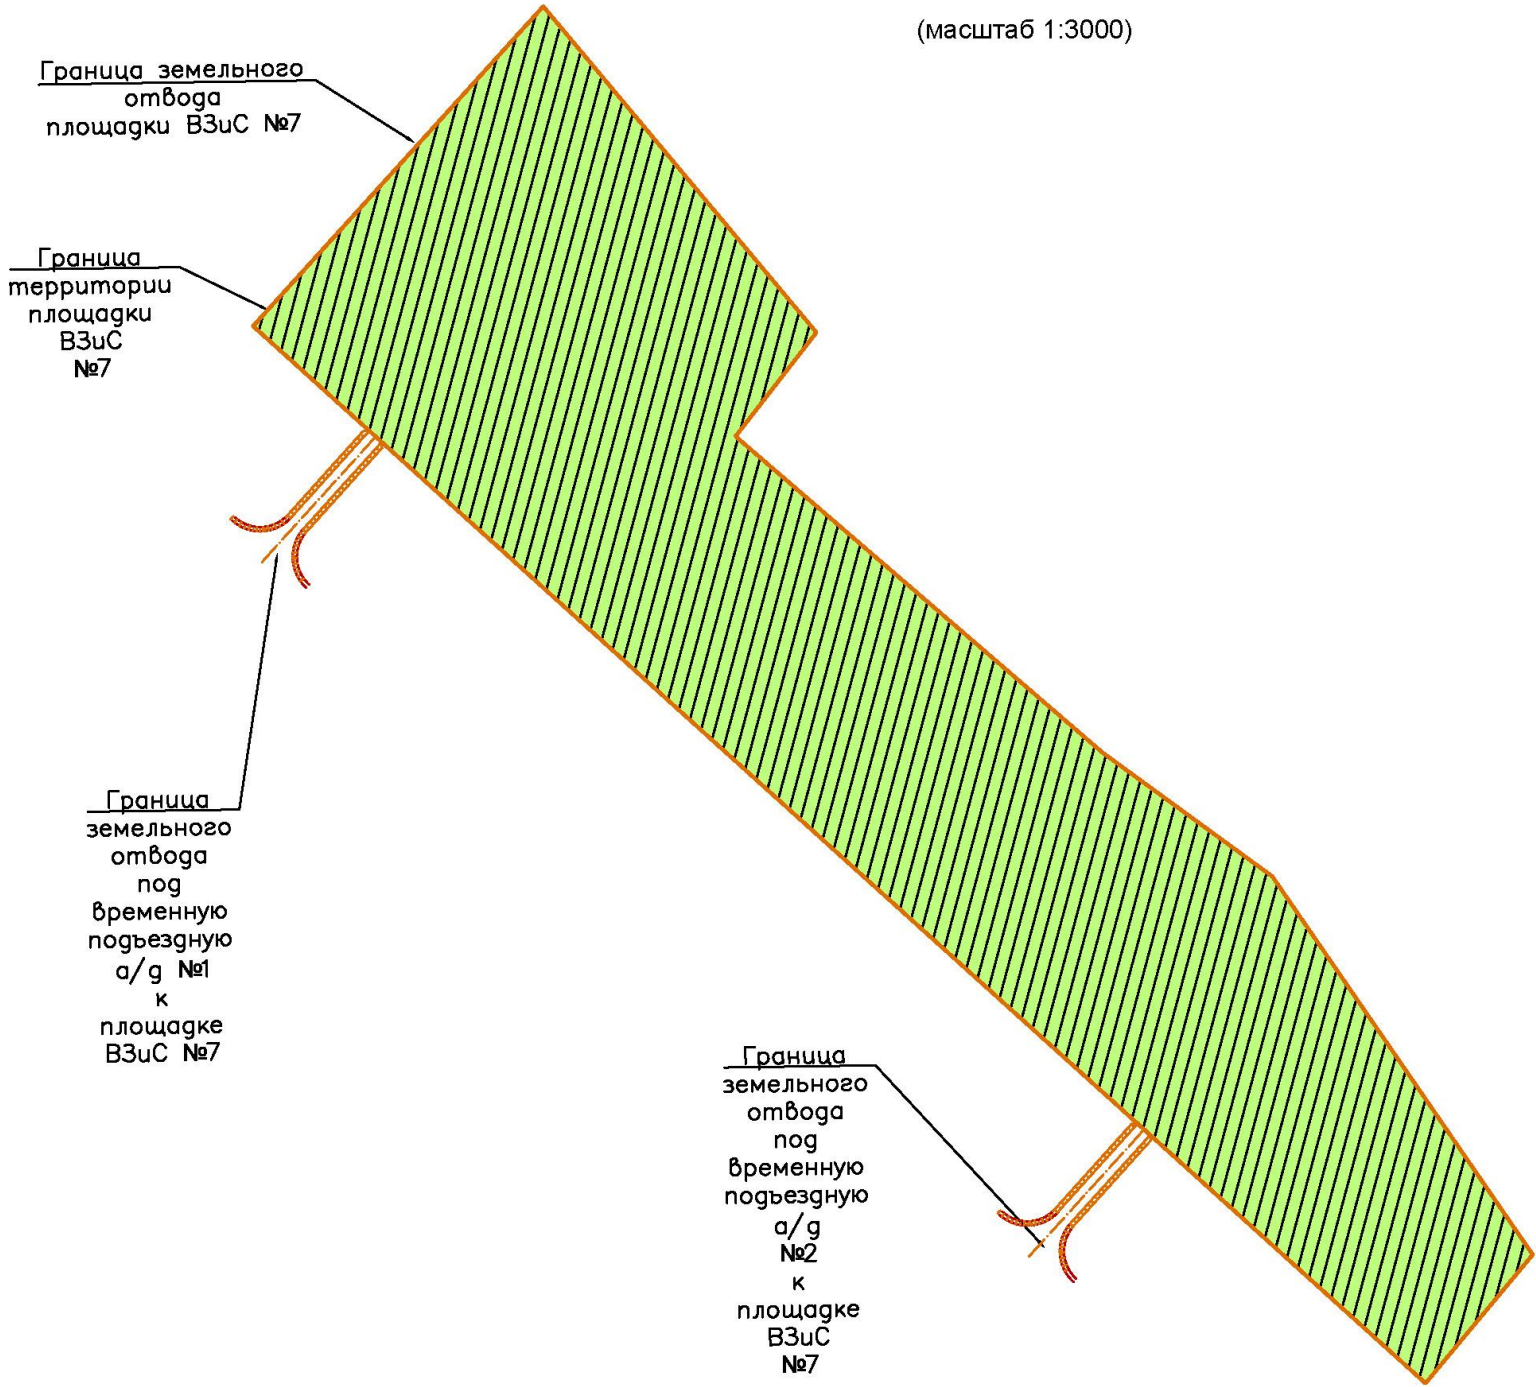 (масштаб 1:3000)
Граница земельного
отвода
площадки ВЗиС №7
Граница
территории
площадки
ВЗиС
№7
Граница
земельного
отвода
под
временную
подъездную
а/д №1
к
площадке
ВЗиС №7
Граница
земельного
отвода
под
временную
подъездную
а/д
№2
к
площадке
ВЗиС
№7